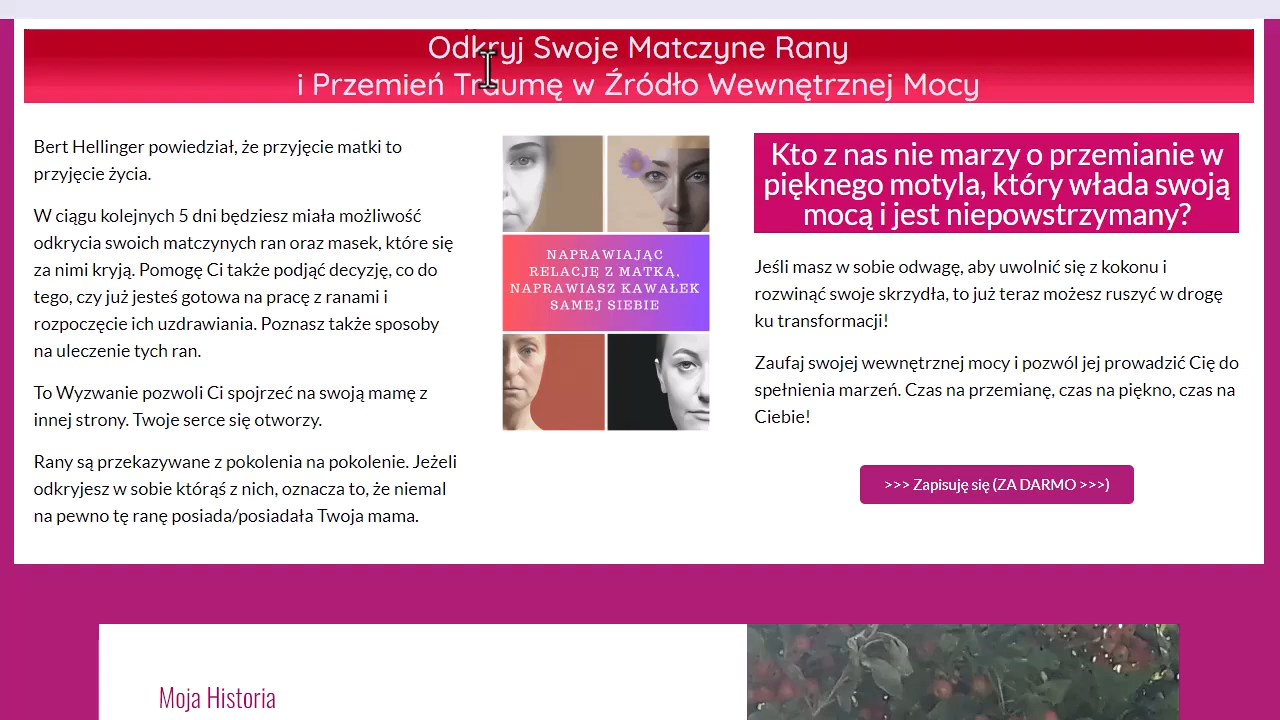 Odkryj Swoje Matczyne Rany
i Przemień Traumę w Źródło Wewnętrznej Mocy
Bert Hellinger powiedział, że przyjęcie matki to
przyjęcie życia.
W ciągu kolejnych 5 dni będziesz miała możliwość
odkrycia swoich matczynych ran oraz masek, które się
za nimi kryją. Pomogę Ci także podjąć decyzję, co do
tego, czy już jesteś gotowa na pracę z ranami i
rozpoczęcie ich uzdrawiania. Poznasz także sposoby
na uleczenie tych ran.
To Wyzwanie pozwoli Ci spojrzeć na swoją mamę z
innej strony. Twoje serce się otworzy.
Rany są przekazywane z pokolenia na pokolenie. Jeżeli
odkryjesz w sobie którąś z nich, oznacza to, że niemal
na pewno tę ranę posiada/posiadała Twoja mama.
NAPRAWIAJĄC
RELACJĘ Z MATKĄ,
NAPRAWIASZ KAWAŁEK
SAMEJ SIEBIE
Kto z nas nie marzy o przemianie w
pięknego motyla, który włada swoją
mocą i jest niepowstrzymany?
Jeśli masz w sobie odwagę, aby uwolnić się z kokonu i
rozwinąć swoje skrzydła, to już teraz możesz ruszyć w drogę
ku transformacji!
Zaufaj swojej wewnętrznej mocy i pozwól jej prowadzić Cię do
spełnienia marzeń. Czas na przemianę, czas na piękno, czas na
Ciebie!
>>> Zapisuję się (ZA DARMO >>>)
Moja Historia